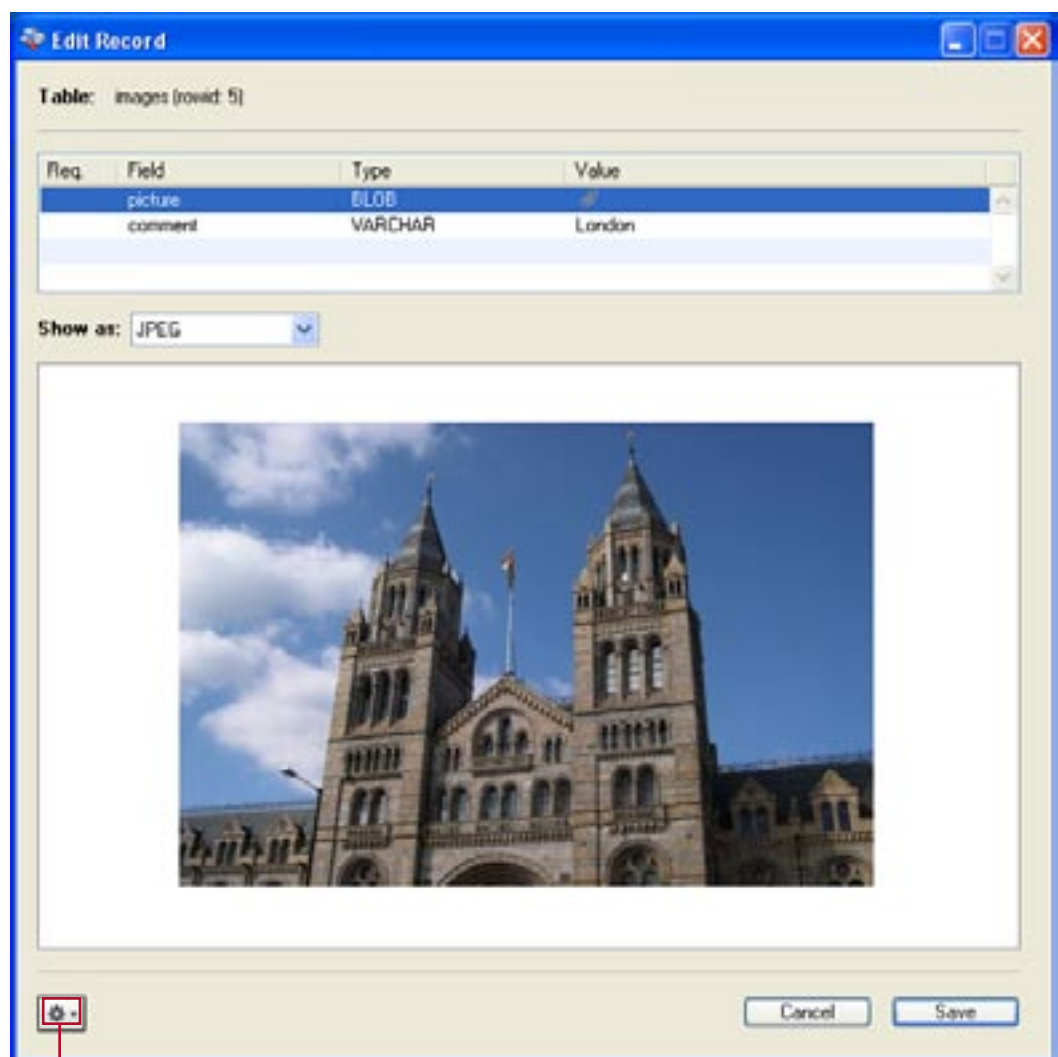 Edit Record
Table: images (rowid: 5)
Req. Field Type Value
picture BLOB
comment VARCHAR London
Show as: JPEG
Cancel Save